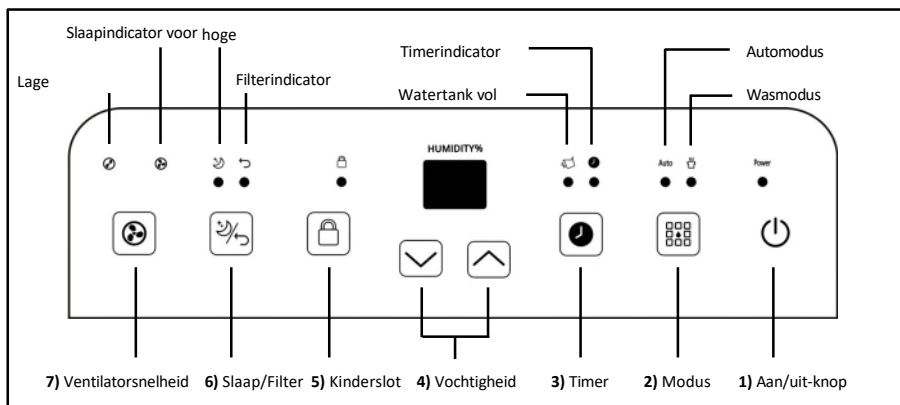 Slaapindicator voor hoge
Timerindicator
Automodus
Lage
Filterindicator
Watertank vol
Wasmodus
HUMIDITY%
Auto
Power
7) Ventilatorsnelheid
6) Slaap/Filter
5) Kinderslot
4) Vochtigheid
3) Timer
2) Modus
1) Aan/uit-knop